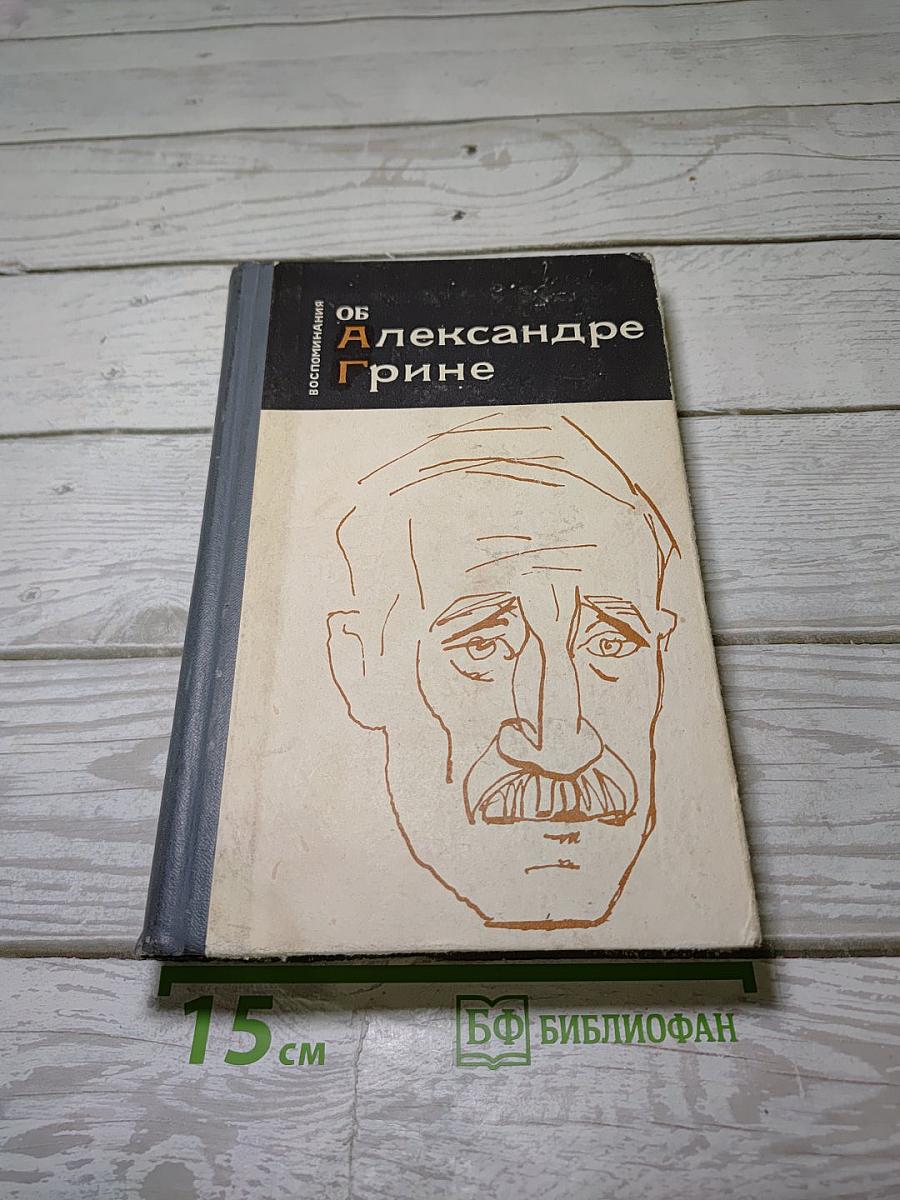 ВОСПОМИНАНИЯ
ОБ
Александре
Грине
15 см
БФ БИБЛИОФАН